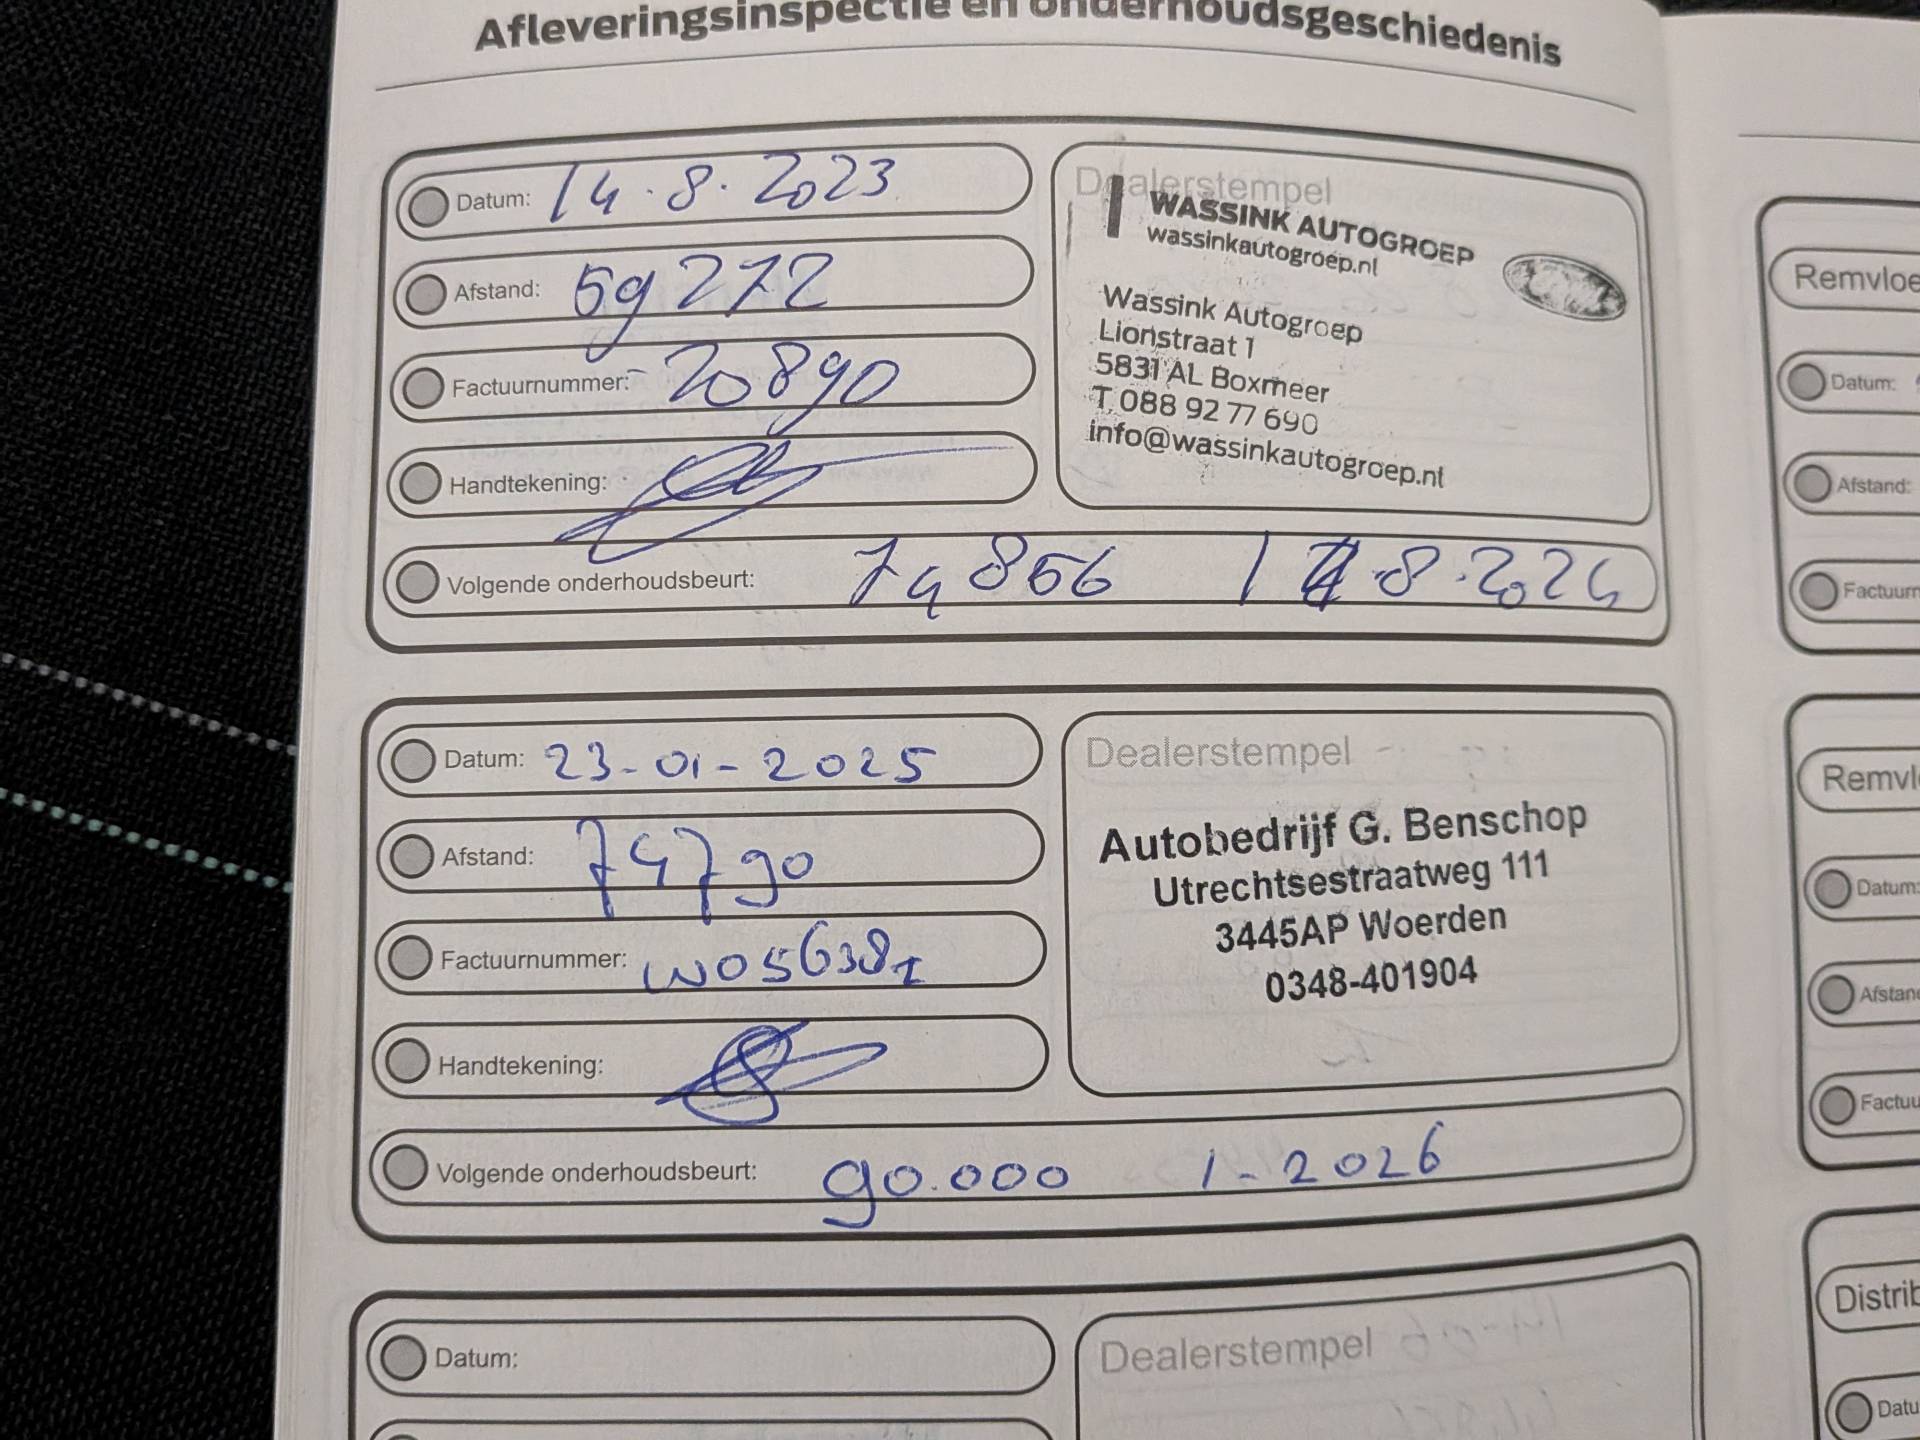 Afleveringsinspectie en onderhoudsgeschiedenis
Datum: 14.8.2023
Afstand: 59272
Factuurnummer: 20890
Handtekening:
Dealerstempel
WASSINK AUTOGROEP
wassinkautogroep.nl
Wassink Autogroep
Lionstraat 1
5831 AL Boxmeer
T 088 92 77 690
info@wassinkautogroep.nl
Volgende onderhoudsbeurt: 74856 14.8.2024
Datum: 23-01-2025
Afstand: 74790
Factuurnummer: W056381
Handtekening:
Dealerstempel
Autobedrijf G. Benschop
Utrechtsestraatweg 111
3445AP Woerden
0348-401904
Volgende onderhoudsbeurt: 90.000 1-2026
Datum:
Dealerstempel
Remvloe
Datum:
Afstand:
Factuurn
Remvl
Datum:
Afstan
Factuu
Distrib
Datu